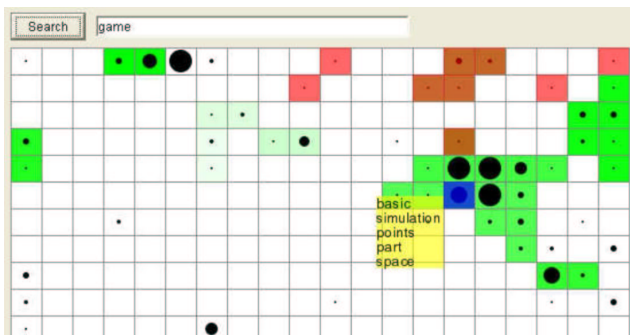 Search
game
basic
simulation
points
part
space